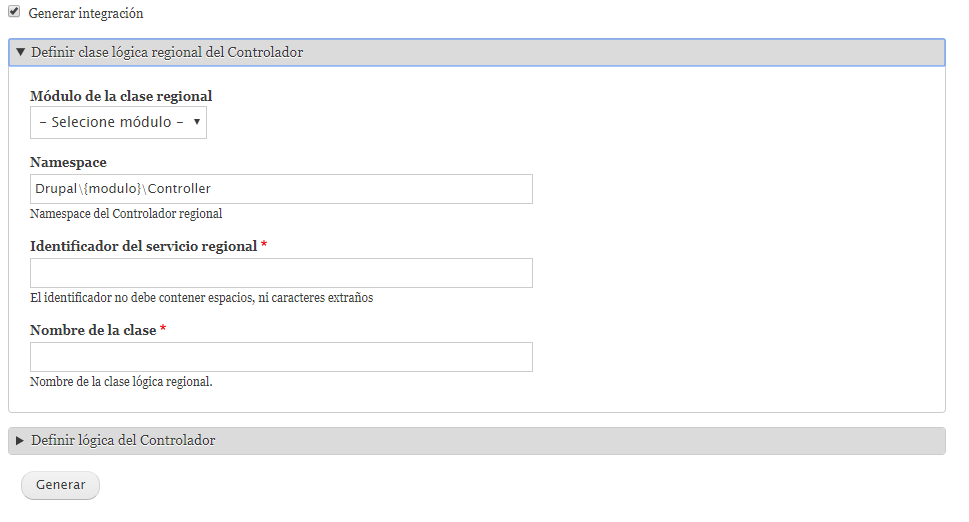 Generar integración
Definir clase lógica regional del Controlador
Módulo de la clase regional
– Selecione módulo –
Namespace
Drupal\{modulo}\Controller
Namespace del Controlador regional
Identificador del servicio regional *
El identificador no debe contener espacios, ni caracteres extraños
Nombre de la clase *
Nombre de la clase lógica regional.
Definir lógica del Controlador
Generar